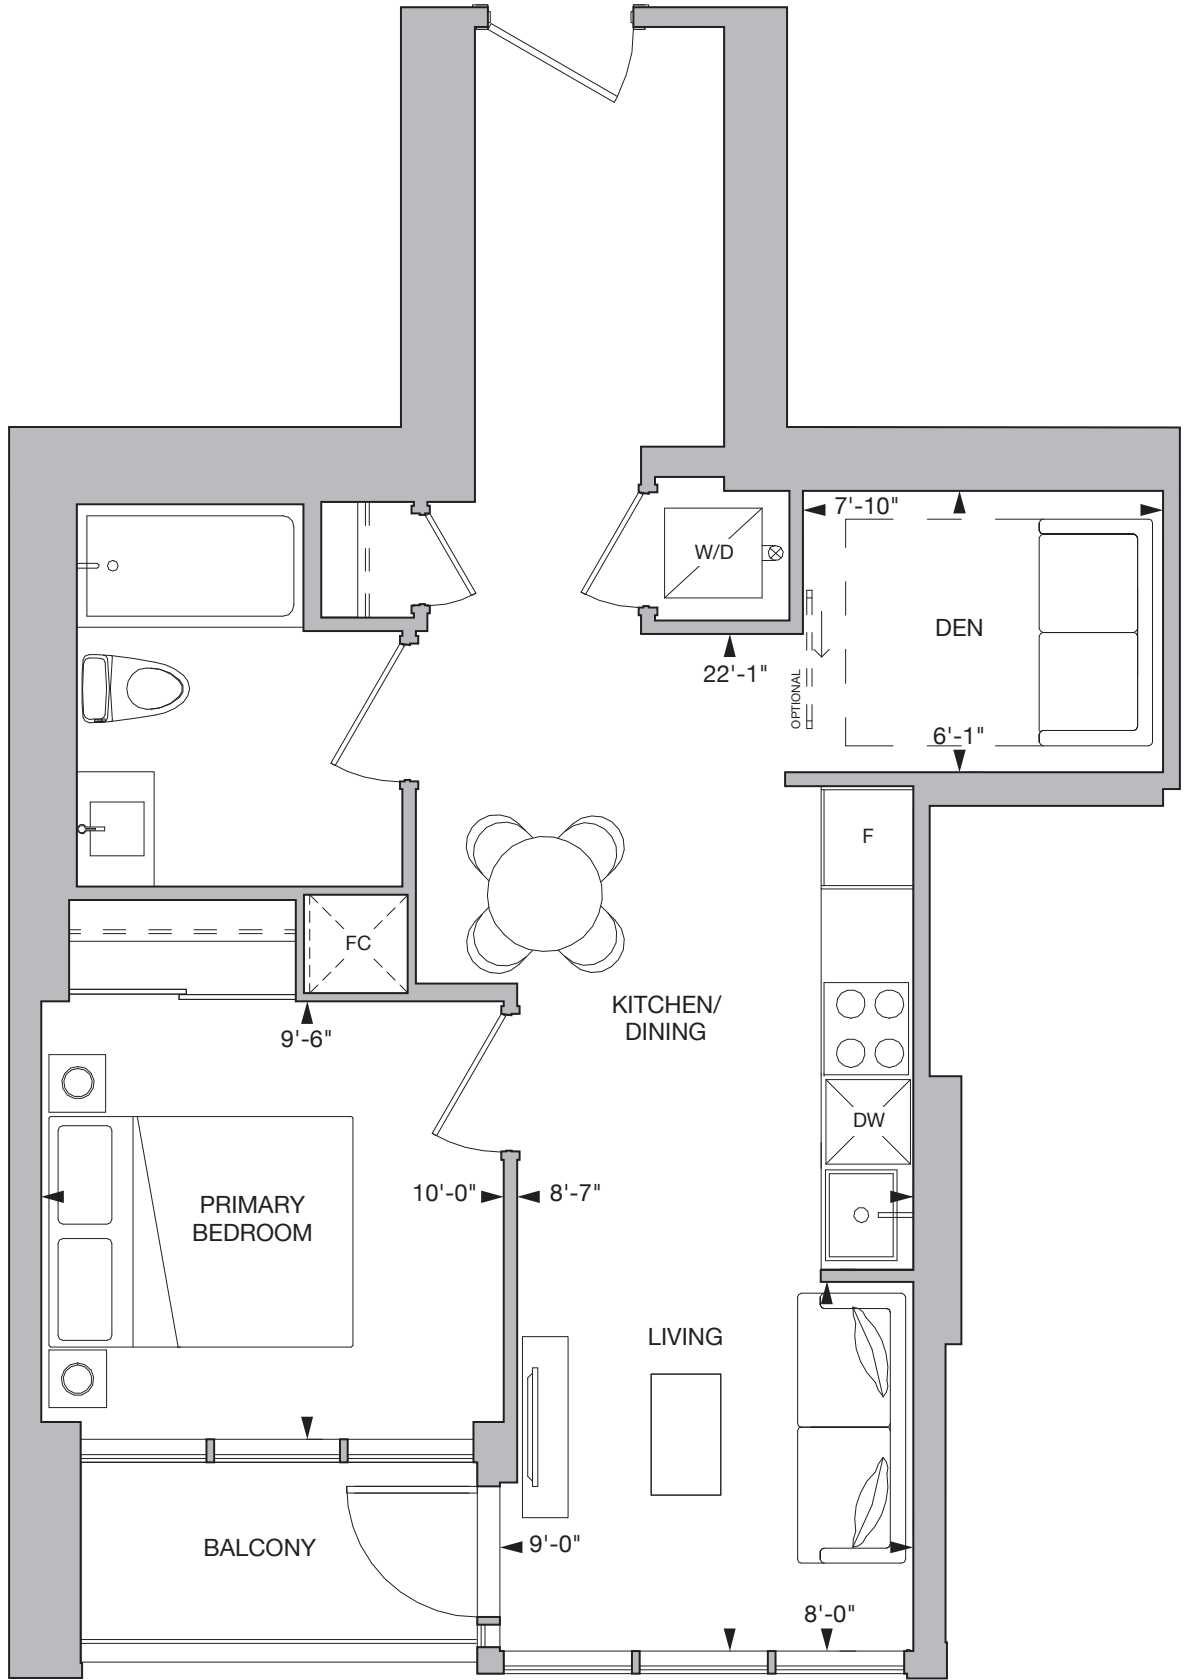 7'-10"
W/D
DEN
22'-1"
OPTIONAL
6'-1"
F
FC
KITCHEN/
DINING
9'-6"
DW
10'-0"
8'-7"
PRIMARY
BEDROOM
LIVING
BALCONY
9'-0"
8'-0"